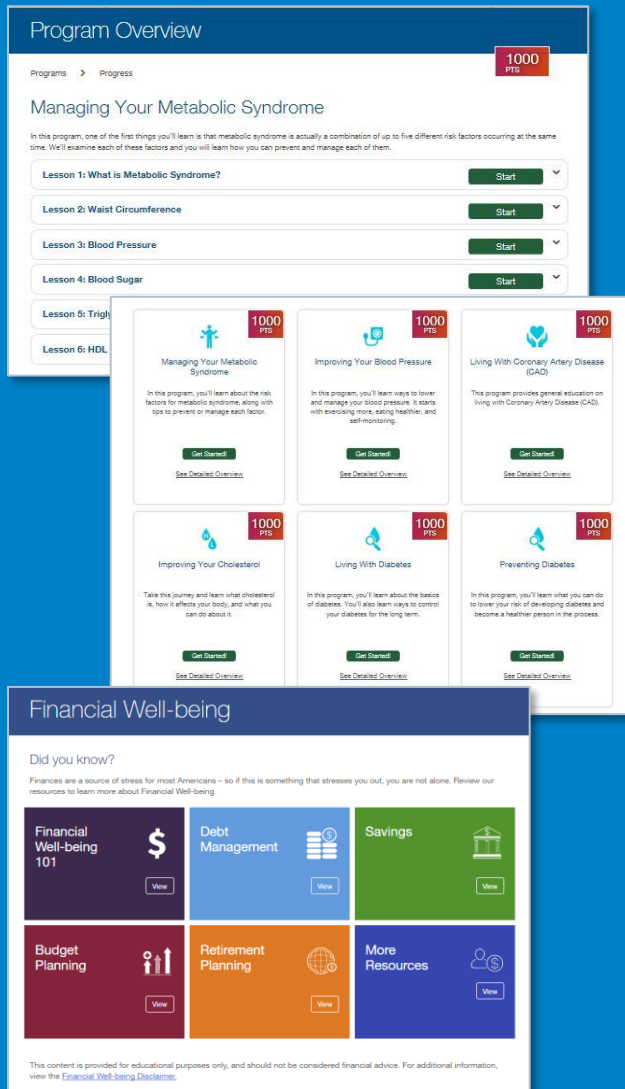 Program Overview
1000
PTS
Programs > Progress
Managing Your Metabolic Syndrome
In this program, one of the first things you'll learn is that metabolic syndrome is actually a combination of up to five different risk factors occurring at the same
time. We'll examine each of these factors and you will learn how you can prevent and manage each of them.
Lesson 1: What is Metabolic Syndrome?
Start
Lesson 2: Waist Circumference
Start
Lesson 3: Blood Pressure
Start
Lesson 4: Blood Sugar
Start
Lesson 5:
Lesson 6: HDL
1000
PTS
Managing Your Metabolic
Syndrome
In this program, you'll learn about the risk
factors for metabolic syndrome, along with
tips to prevent or manage each factor.
Get Started!
See Detailed Overview
1000
PTS
Improving Your Blood Pressure
In this program, you'll learn ways to lower
and manage your blood pressure. It starts
with exercising more, eating healthier, and
self-monitoring.
Get Started!
See Detailed Overview
1000
PTS
Living With Coronary Artery Disease
(CAD)
This program provides general education on
living with Coronary Artery Disease (CAD).
Get Started!
See Detailed Overview
1000
PTS
H
L
Improving Your Cholesterol
Take this journey and learn what cholesterol
is, how it affects your body, and what you
can do about it.
Get Started!
See Detailed Overview
1000
PTS
Living With Diabetes
In this program, you'll learn about the basics
of diabetes. You'll also learn ways to control
your diabetes for the long term.
Get Started!
See Detailed Overview
1000
PTS
Preventing Diabetes
In this program, you'll learn what you can do
to lower your risk of developing diabetes and
become a healthier person in the process.
Get Started!
See Detailed Overview
Financial Well-being
Did you know?
Finances are a source of stress for most Americans – so if this is something that stresses you out, you are not alone. Review our
resources to learn more about Financial Well-being.
Financial
Well-being
101
$
View
Debt
Management
$
View
Savings
$
View
Budget
Planning
View
Retirement
Planning
$
View
More
Resources
$
View
This content is provided for educational purposes only, and should not be considered financial advice. For additional information,
view the Financial Well-being Disclaimer.